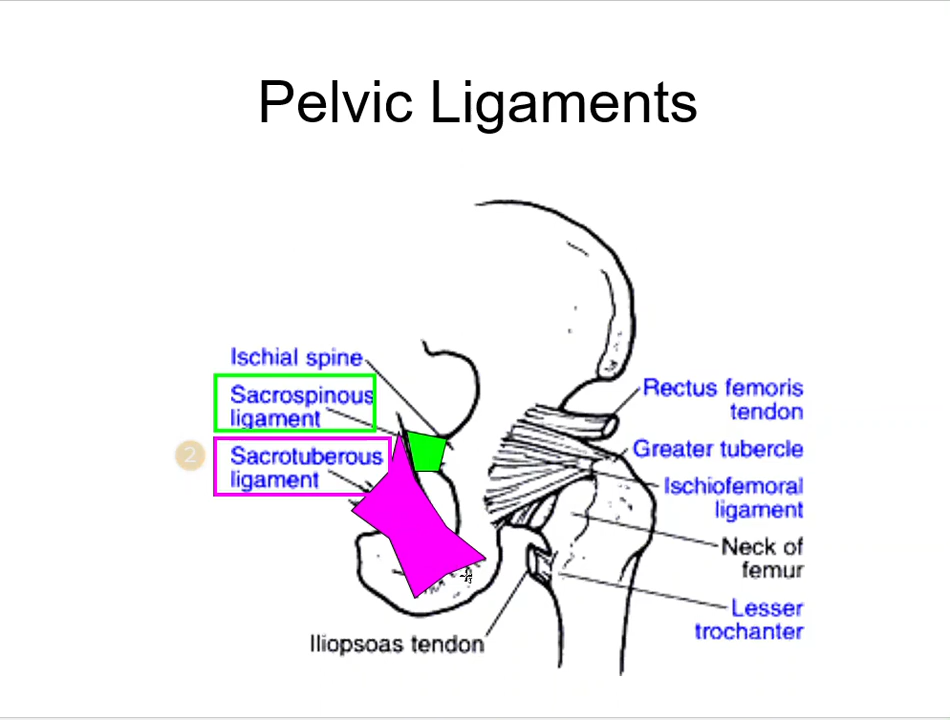 Pelvic Ligaments
Ischial spine
Sacrospinous
ligament
2
Sacrotuberous
ligament
Rectus femoris
tendon
Greater tubercle
Ischiofemoral
ligament
Neck of
femur
Lesser
trochanter
Iliopsoas tendon